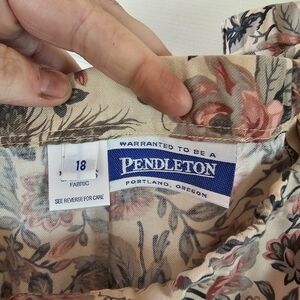 18
FABRIC
SEE REVERSE FOR CARE
WARRANTED TO BE A
PENDLETON
PORTLAND, OREGON